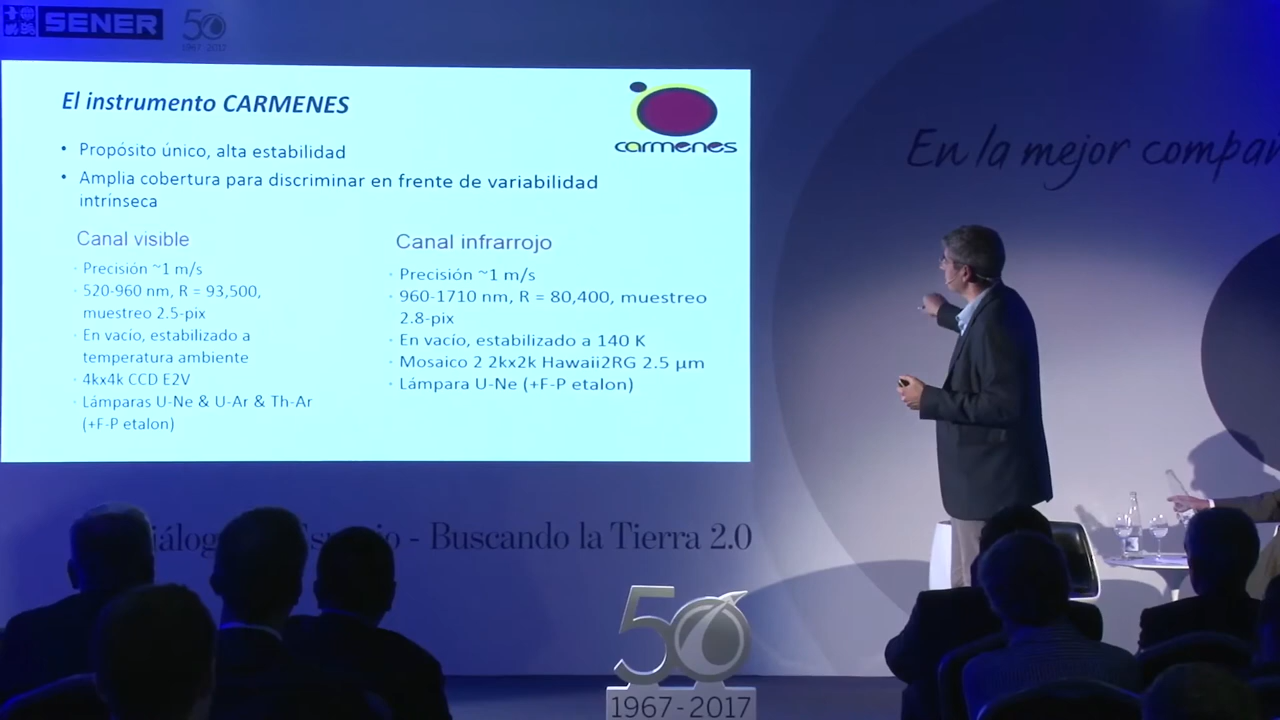 SENER
50
1967-2017
El instrumento CARMENES
carmenes
• Propósito único, alta estabilidad
• Amplia cobertura para discriminar en frente de variabilidad
intrínseca
Canal visible
· Precisión ~1 m/s
· 520-960 nm, R = 93,500,
muestreo 2.5-pix
· En vacío, estabilizado a
temperatura ambiente
· 4kx4k CCD E2V
· Lámparas U-Ne & U-Ar & Th-Ar
(+F-P etalon)
Canal infrarrojo
· Precisión ~1 m/s
· 960-1710 nm, R = 80,400, muestreo
2.8-pix
· En vacío, estabilizado a 140 K
· Mosaico 2 2kx2k Hawaii2RG 2.5 µm
· Lámpara U-Ne (+F-P etalon)
En la mejor
- Buscando la Tierra 2.0
50
1967-2017